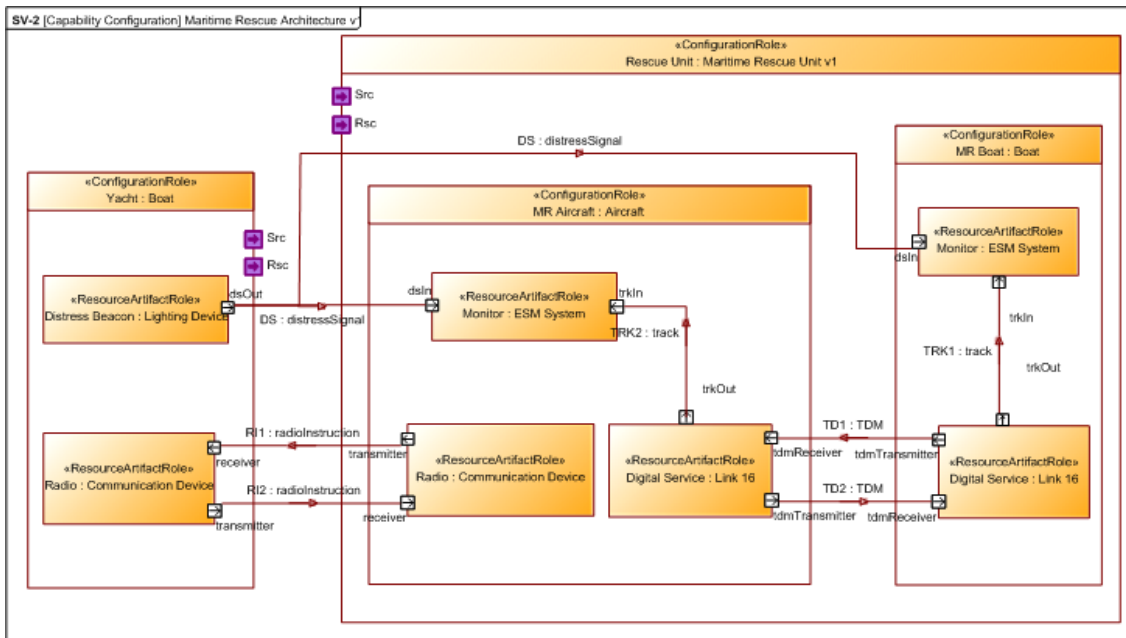 SV-2 [Capability Configuration] Maritime Rescue Architecture v
«ConfigurationRole»
Rescue Unit : Maritime Rescue Unit v1
Src
Rsc
DS : distressSignal
«ConfigurationRole»
MR Boat : Boat
«ConfigurationRole»
Yacht : Boat
«ConfigurationRole»
MR Aircraft : Aircraft
Src
Rsc
«ResourceArtifactRole»
Monitor : ESM System
dsIn
«ResourceArtifactRole»
Distress Beacon : Lighting Device
dsOut
DS : distressSignal
dsIn
«ResourceArtifactRole»
Monitor : ESM System
trkIn
TRK2 : track
trkOut
trkIn
TRK1 : track
trkOut
«ResourceArtifactRole»
Radio : Communication Device
receiver
transmitter
RI1 : radioInstruction
RI2 : radioInstruction
transmitter
receiver
«ResourceArtifactRole»
Radio : Communication Device
«ResourceArtifactRole»
Digital Service : Link 16
tdmReceiver
tdmTransmitter
TD1 : TDM
TD2 : TDM
tdmTransmitter
tdmReceiver
«ResourceArtifactRole»
Digital Service : Link 16